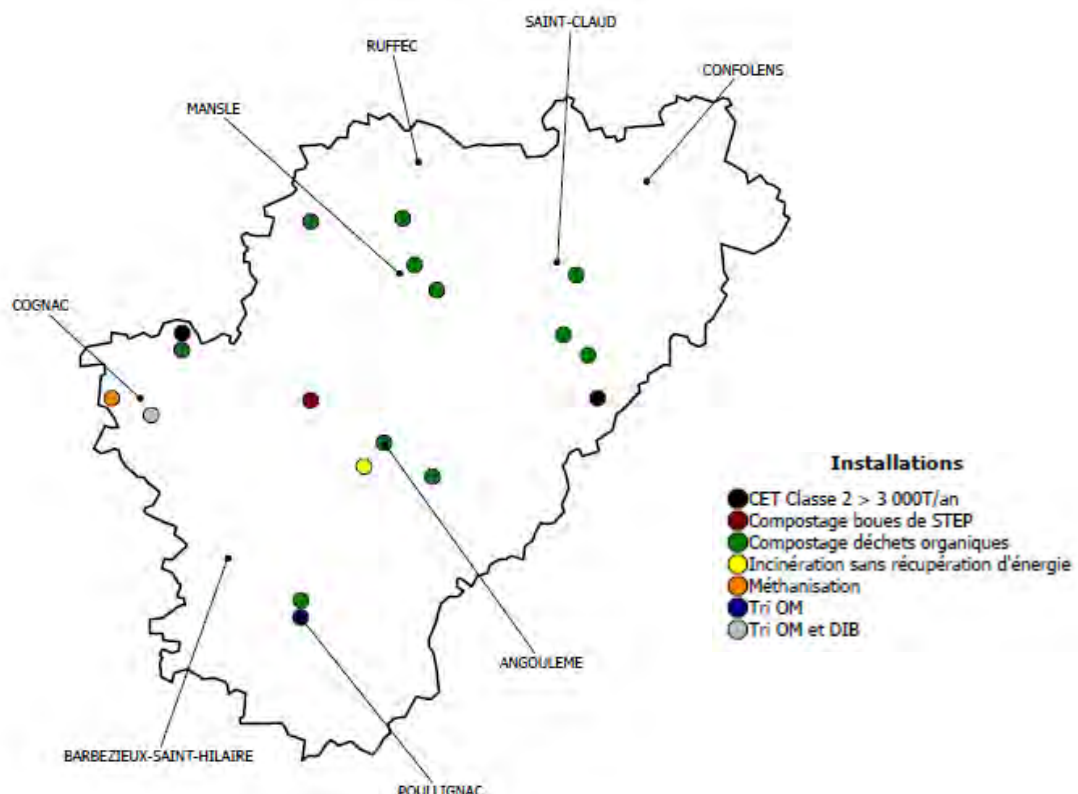 SAINT-CLAUD
RUFFEC
CONFOLENS
MANSLE
COGNAC
Installations
CET Classe 2 > 3 000T/an
Compostage boues de STEP
Compostage déchets organiques
Incinération sans récupération d'énergie
Méthanisation
Tri OM
Tri OM et DIB
ANGOULEME
BARBEZIEUX-SAINT-HILAIRE
POULLIGNAC